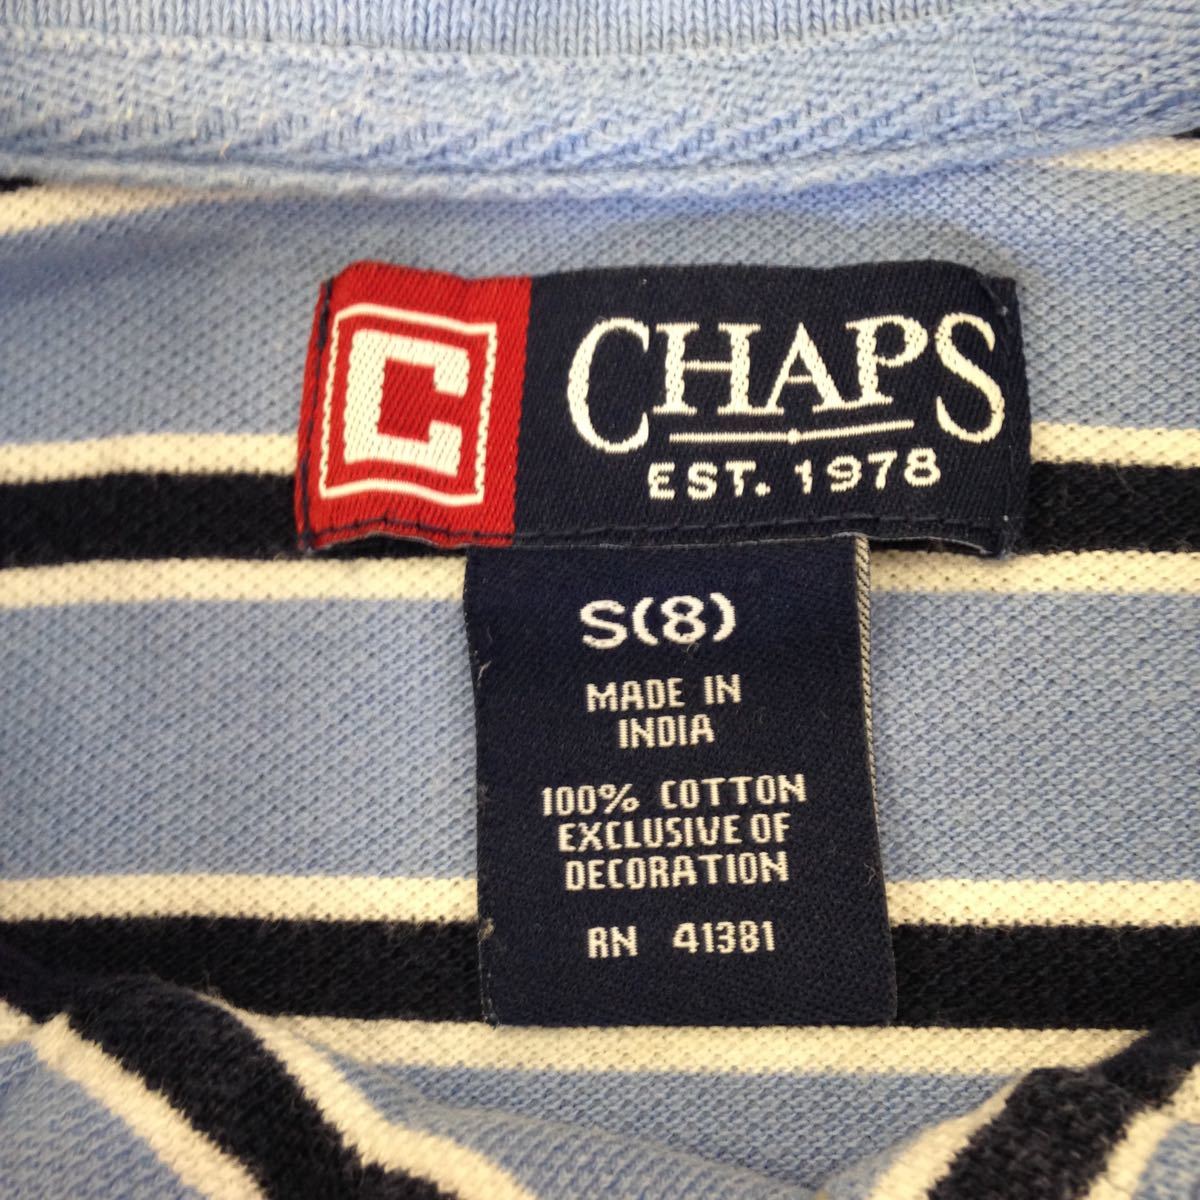 C CHAPS
EST. 1978
S(8)
MADE IN
INDIA
100% COTTON
EXCLUSIVE OF
DECORATION
RN 41381